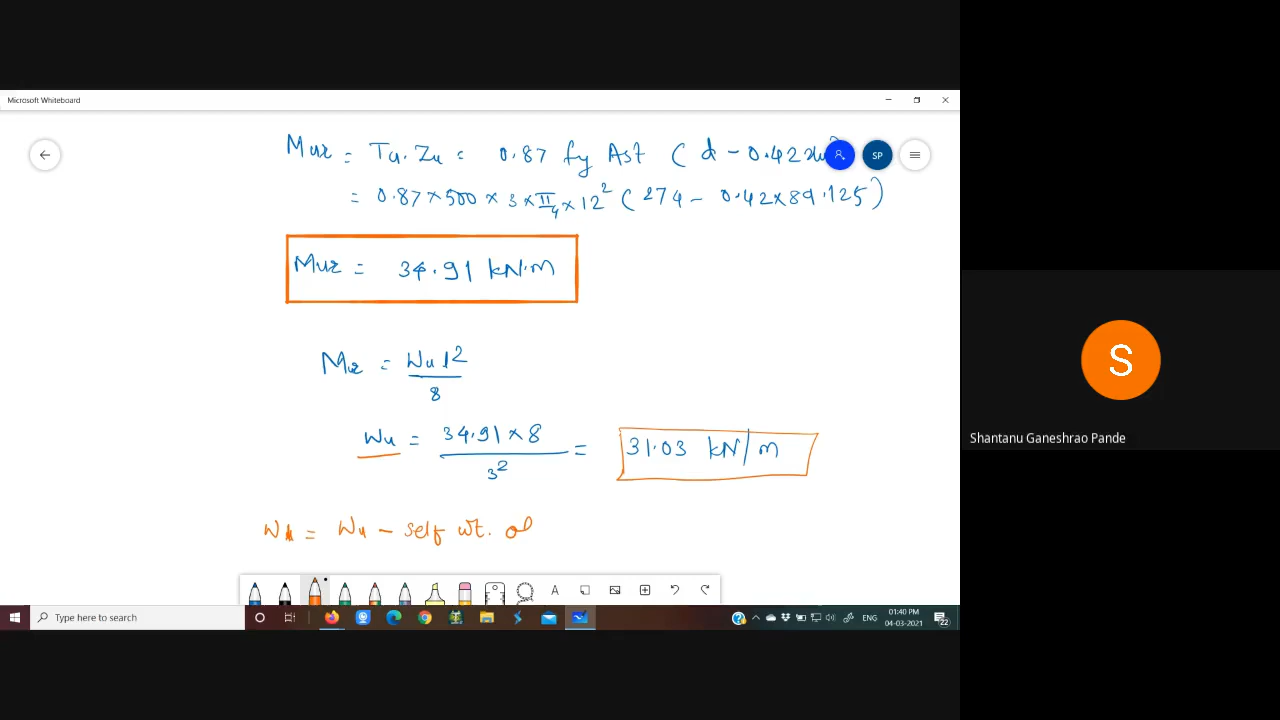 Microsoft Whiteboard
Mur = Tu.Zu = 0.87 fy Ast (d - 0.42xu)
SP
= 0.87 × 500 × 3 × π/4 × 12² (274 - 0.42×89.125)
Mur = 34.91 kN.m
Mur = Wu l²/8
Wu = 34.91 × 8 / 3² = 31.03 kN/m
= Wu - self wt. of
A
S
Shantanu Ganeshrao Pande
Type here to search
ENG
01:40 PM
04-03-2021
22